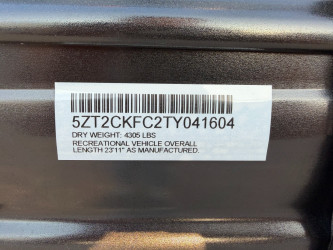 5ZT2CKFC2TY041604
DRY WEIGHT: 4305 LBS
RECREATIONAL VEHICLE OVERALL
LENGTH 23'11" AS MANUFACTURED.